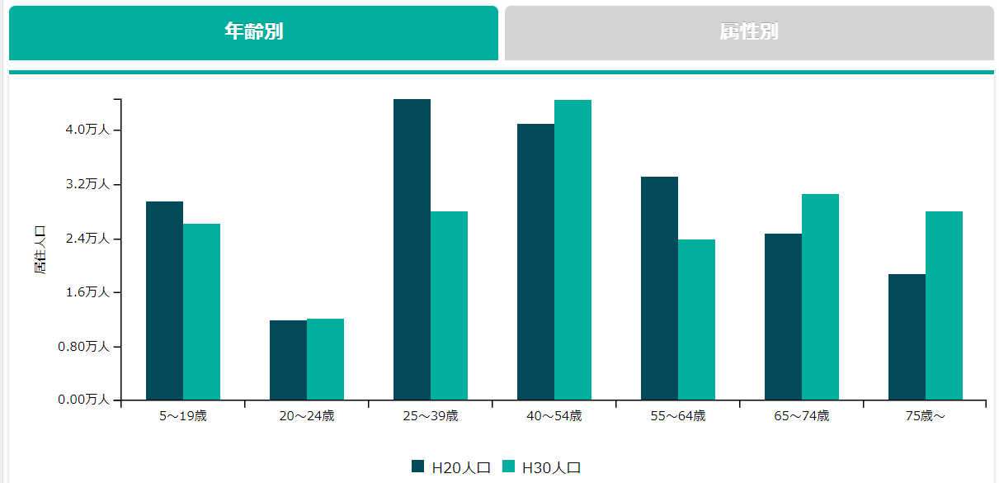 年齢別
属性別
居住人口
4.0万人
3.2万人
2.4万人
1.6万人
0.80万人
0.00万人
5～19歳
20～24歳
25～39歳
40～54歳
55～64歳
65～74歳
75歳～
H20人口
H30人口